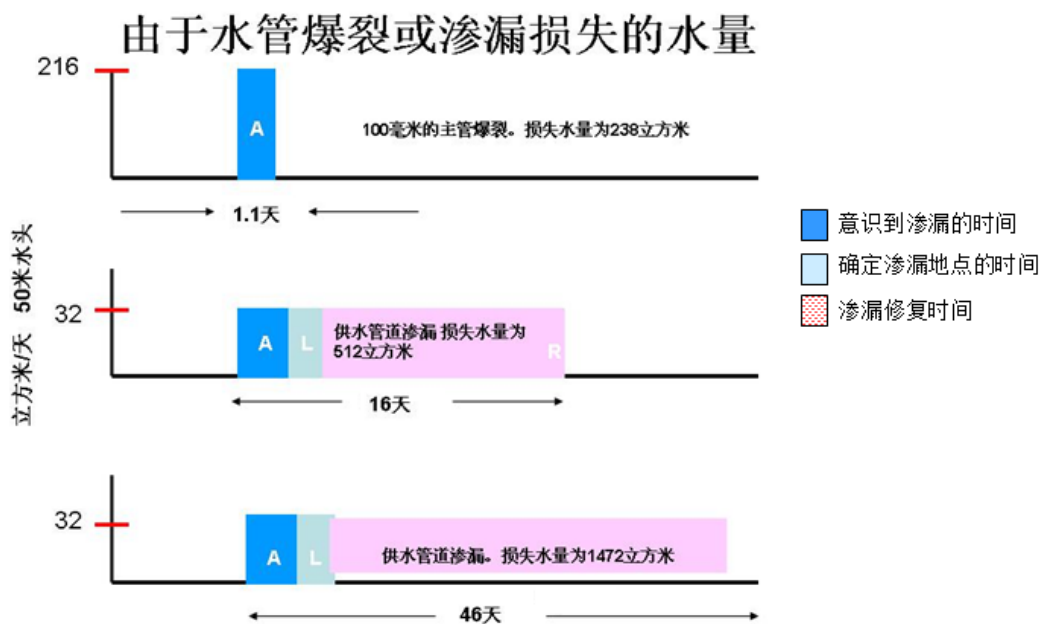 由于水管爆裂或渗漏损失的水量
216
A
100毫米的主管爆裂。损失水量为238立方米
1.1天
立方米/天 50米水头
意识到渗漏的时间
确定渗漏地点的时间
渗漏修复时间
32
A
L
供水管道渗漏 损失水量为
512立方米
R
16天
32
A
L
供水管道渗漏。损失水量为1472立方米
46天